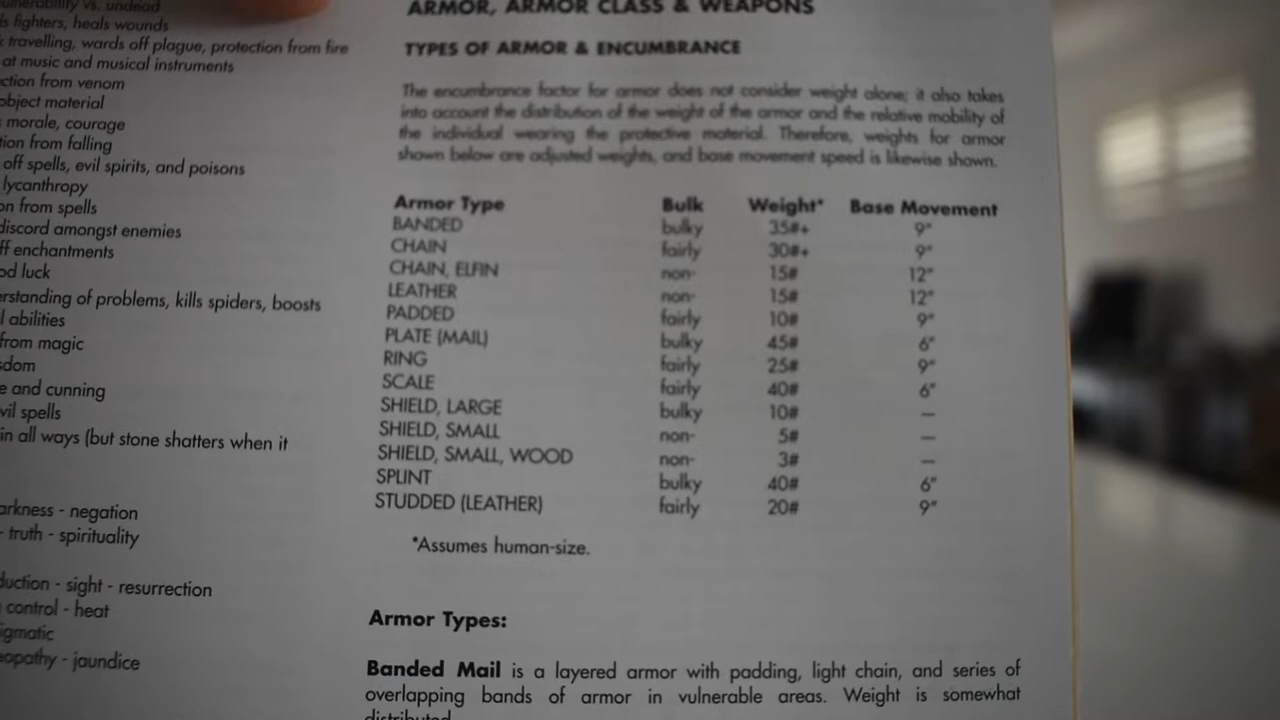 vulnerability vs. undead
is fighters, heals wounds
travelling, wards off plague, protection from fire
at music and musical instruments
ction from venom
object material
morale, courage
tion from falling
off spells, evil spirits, and poisons
lycanthropy
on from spells
discord amongst enemies
ff enchantments
od luck
erstanding of problems, kills spiders, boosts
l abilities
from magic
sdom
e and cunning
vil spells
in all ways (but stone shatters when it
arkness - negation
- truth - spirituality
duction - sight - resurrection
control - heat
igmatic
eopathy - jaundice
ARMOR, ARMOR CLASS & WEAPONS
TYPES OF ARMOR & ENCUMBRANCE
The encumbrance factor for armor does not consider weight alone; it also takes
into account the distribution of the weight of the armor and the relative mobility of
the individual wearing the protective material. Therefore, weights for armor
shown below are adjusted weights, and base movement speed is likewise shown.
Armor Type Bulk Weight* Base Movement
BANDED bulky 35#+ 9"
CHAIN fairly 30#+ 9"
CHAIN, ELFIN non- 15# 12"
LEATHER non- 15# 12"
PADDED fairly 10# 9"
PLATE (MAIL) bulky 45# 6"
RING fairly 25# 9"
SCALE fairly 40# 6"
SHIELD, LARGE bulky 10# —
SHIELD, SMALL non- 5# —
SHIELD, SMALL, WOOD non- 3# —
SPLINT bulky 40# 6"
STUDDED (LEATHER) fairly 20# 9"
*Assumes human-size.
Armor Types:
Banded Mail is a layered armor with padding, light chain, and series of
overlapping bands of armor in vulnerable areas. Weight is somewhat
distributed.